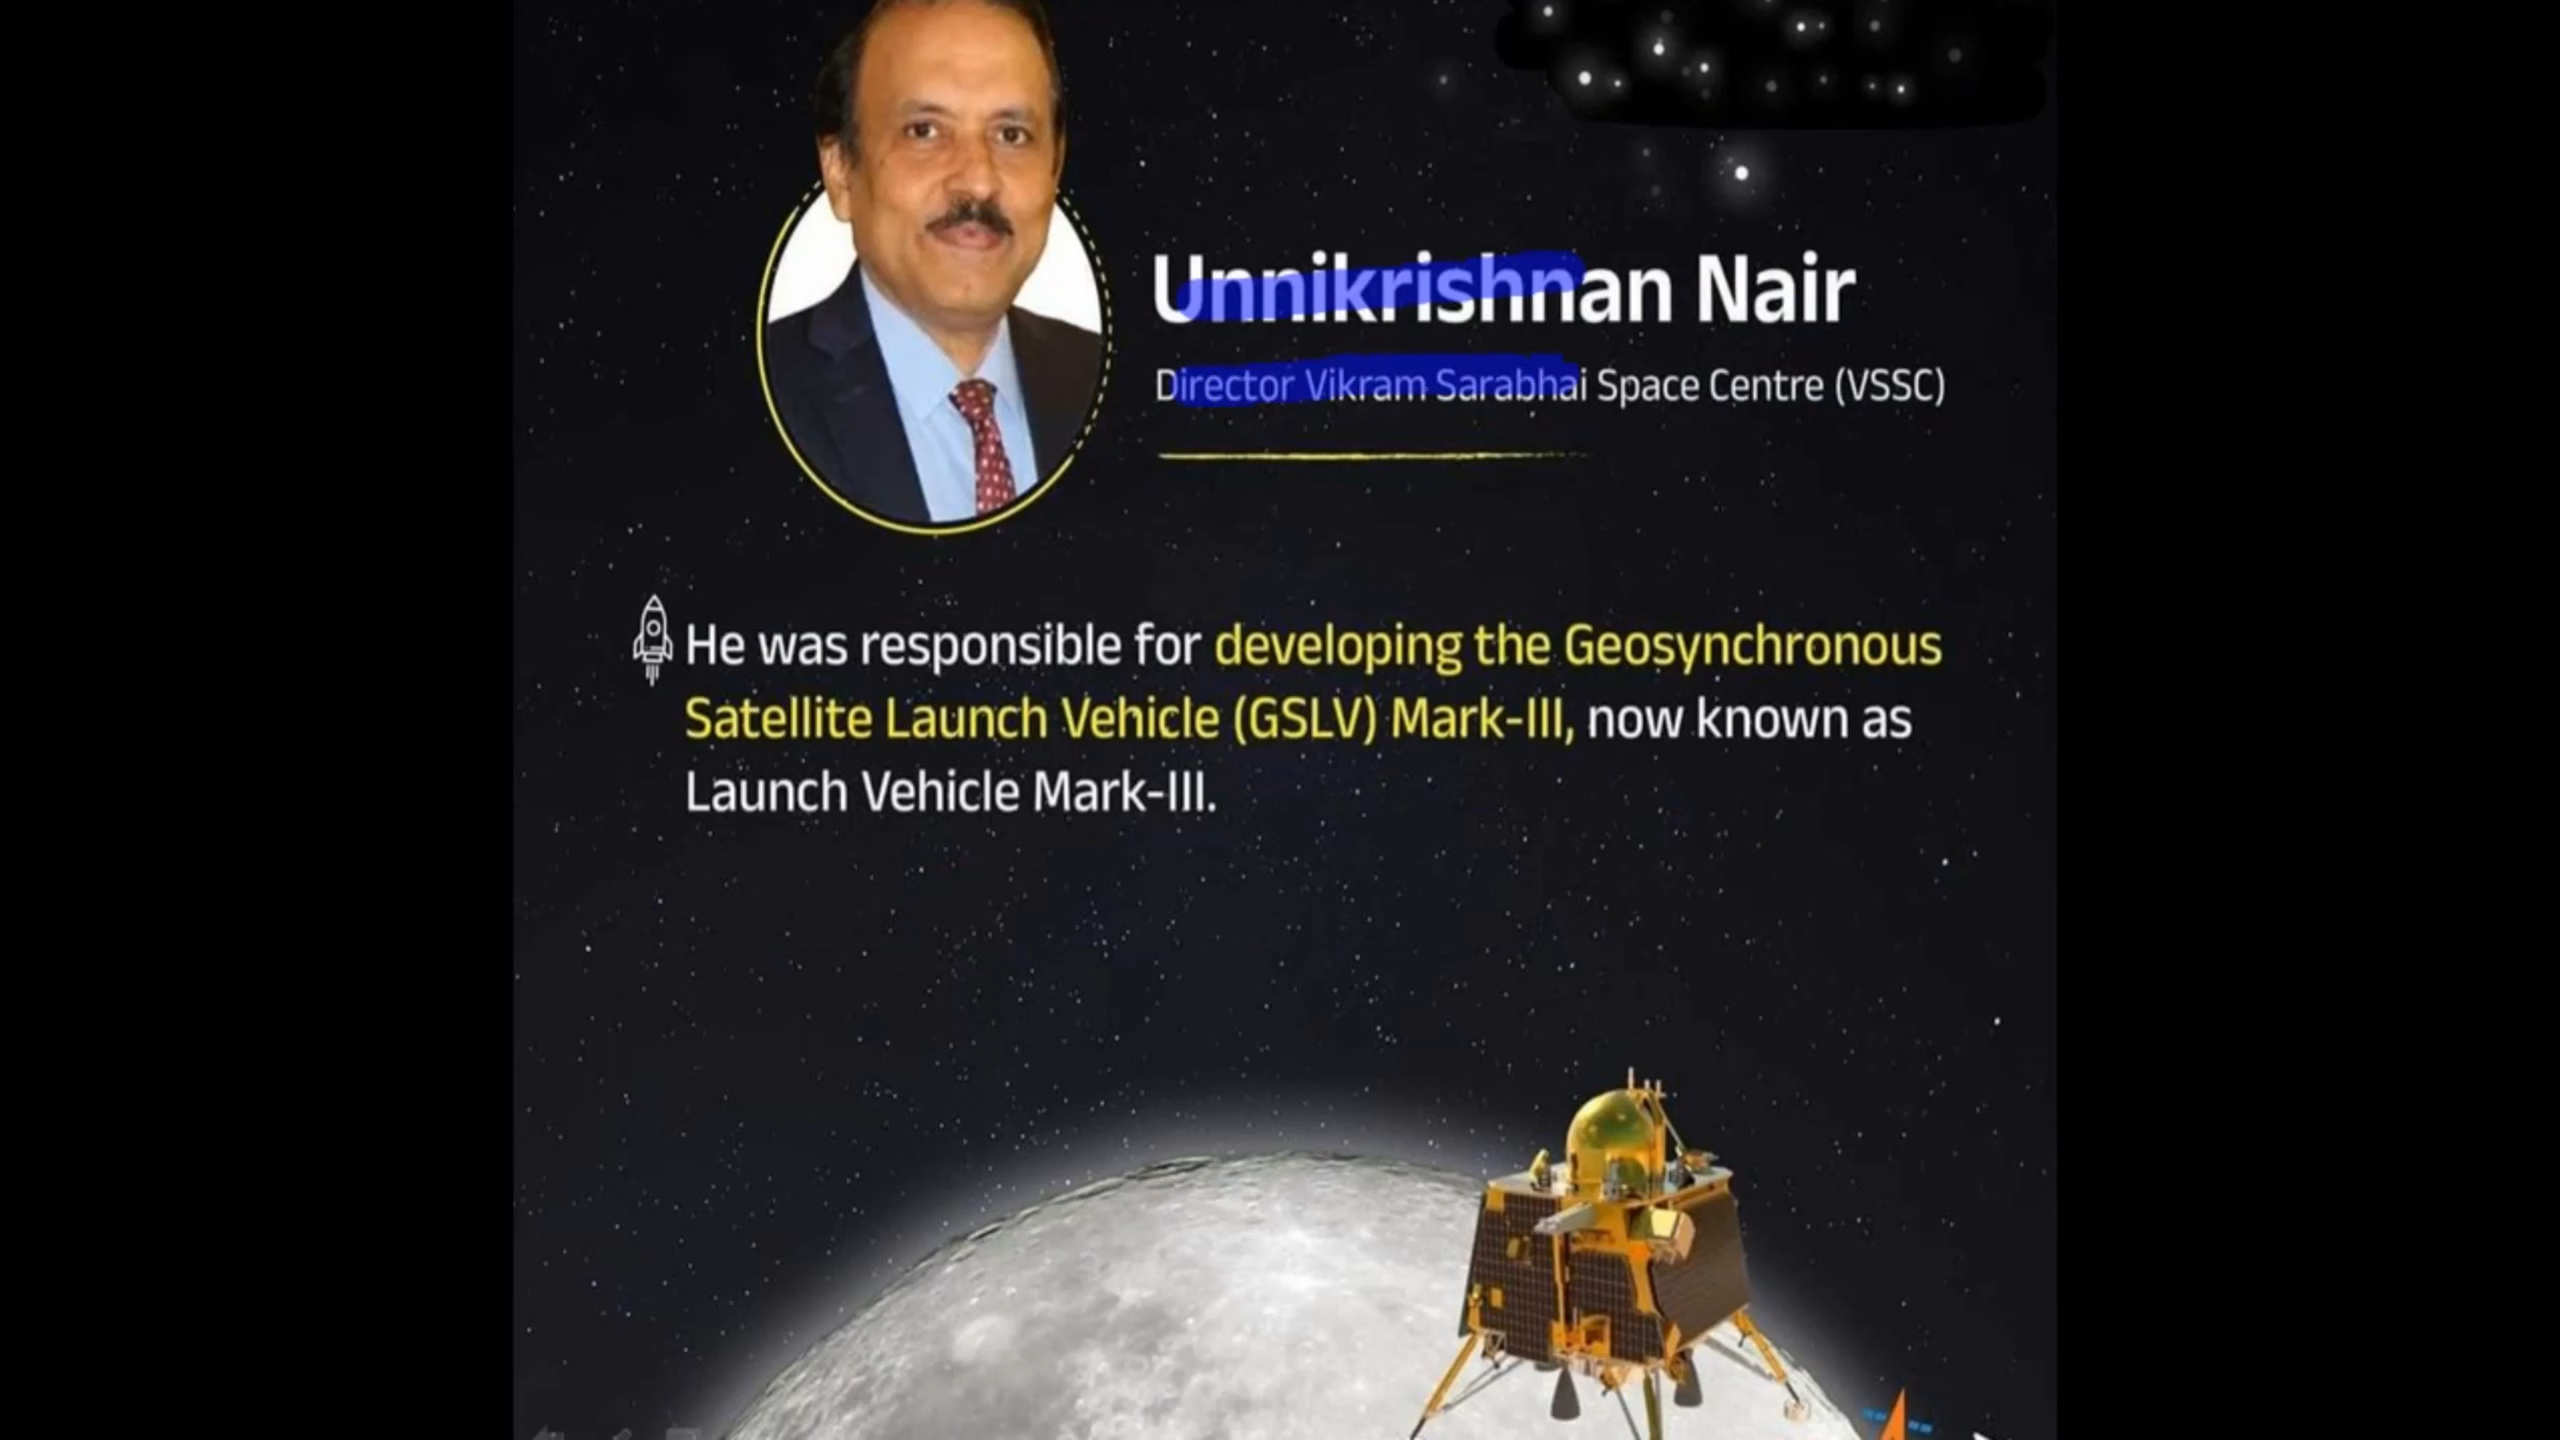 Unnikrishnan Nair
Director Vikram Sarabhai Space Centre (VSSC)
He was responsible for developing the Geosynchronous
Satellite Launch Vehicle (GSLV) Mark-III, now known as
Launch Vehicle Mark-III.